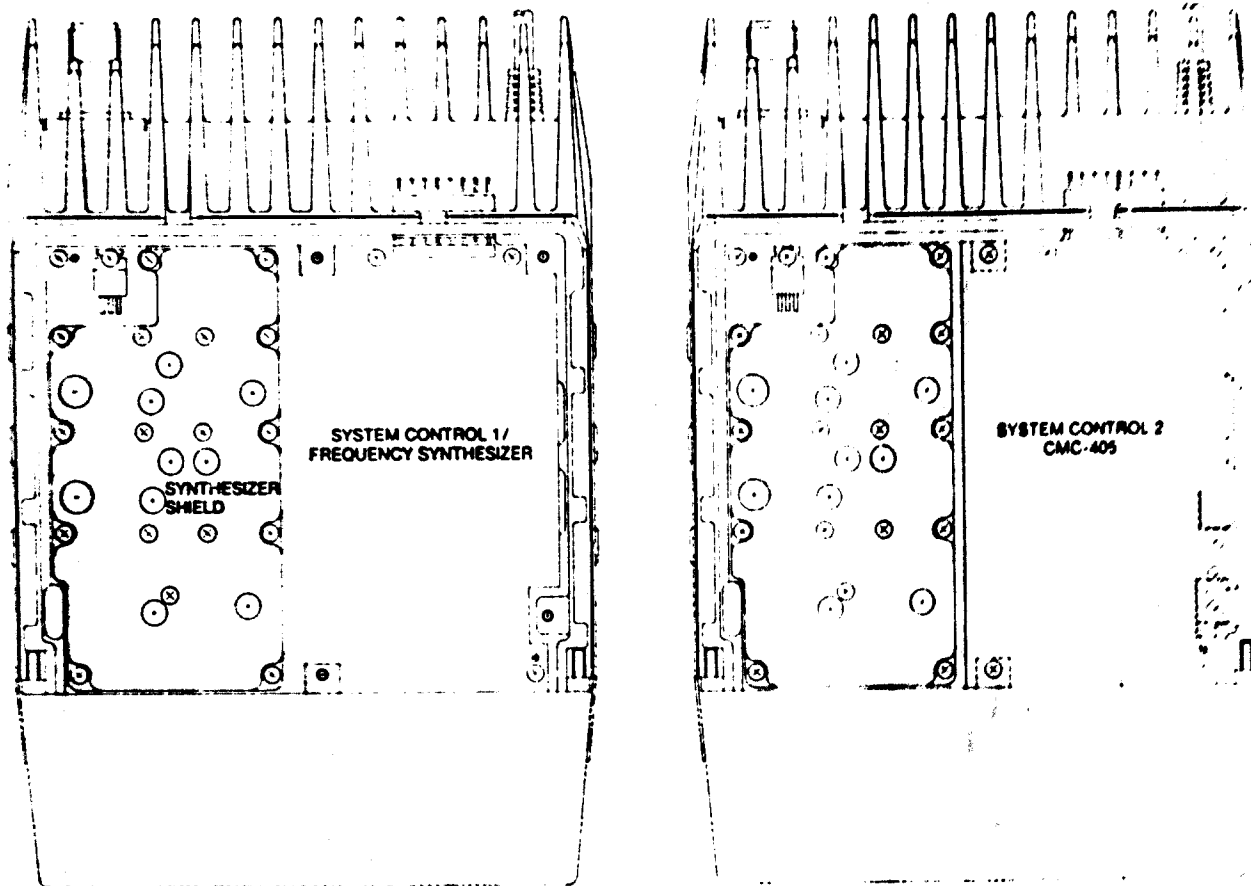 SYSTEM CONTROL 1/
FREQUENCY SYNTHESIZER
SYNTHESIZER
SHIELD
SYSTEM CONTROL 2
CMC-405